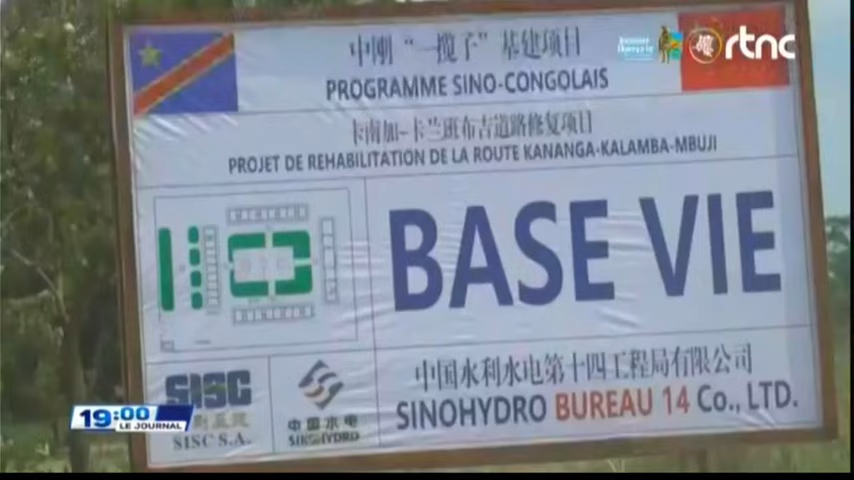 中刚“一揽子”基建项目
PROGRAMME SINO-CONGOLAIS
rtnc
卡南加-卡兰班布吉道路修复项目
PROJET DE REHABILITATION DE LA ROUTE KANANGA-KALAMBA-MBUJI
BASE VIE
中国水利水电第十四工程局有限公司
SINOHYDRO BUREAU 14 Co., LTD.
SISC
SISC S.A.
中国水电
SINOHYDRO
19:00
LE JOURNAL